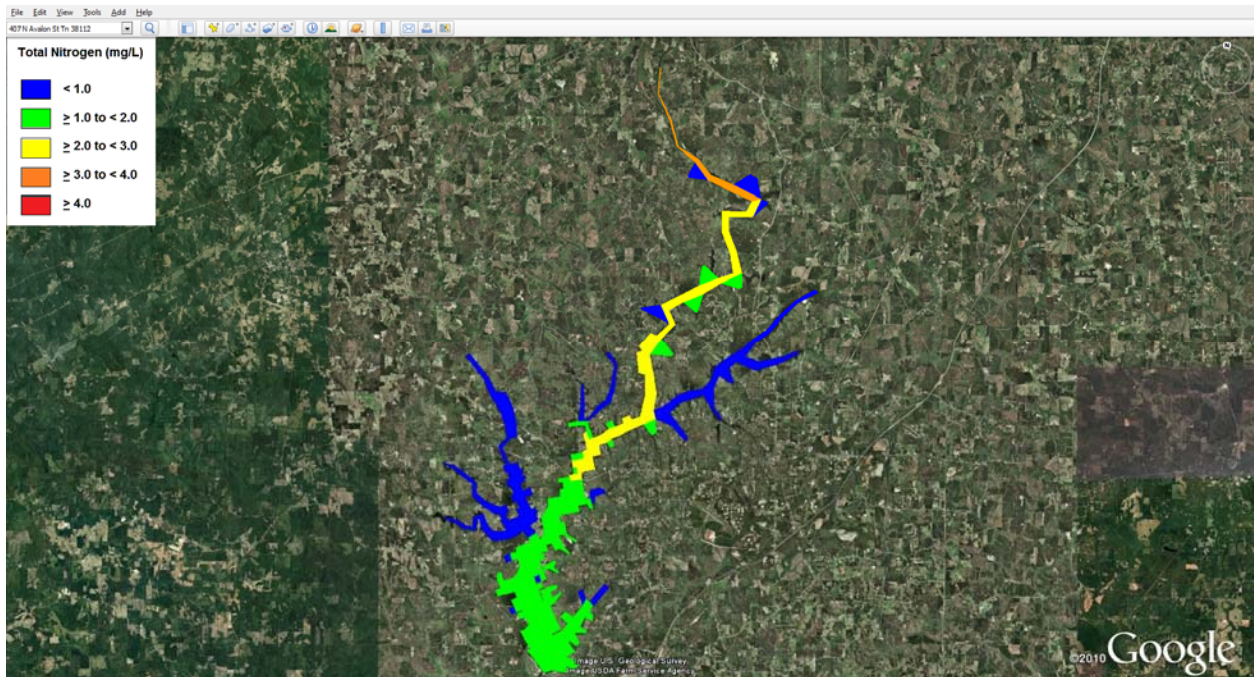 File Edit View Tools Add Help
407 N Avalon St Tn 38112
Total Nitrogen (mg/L)
< 1.0
≥ 1.0 to < 2.0
≥ 2.0 to < 3.0
≥ 3.0 to < 4.0
≥ 4.0
N
Image U.S. Geological Survey
Image USDA Farm Service Agency
©2010 Google